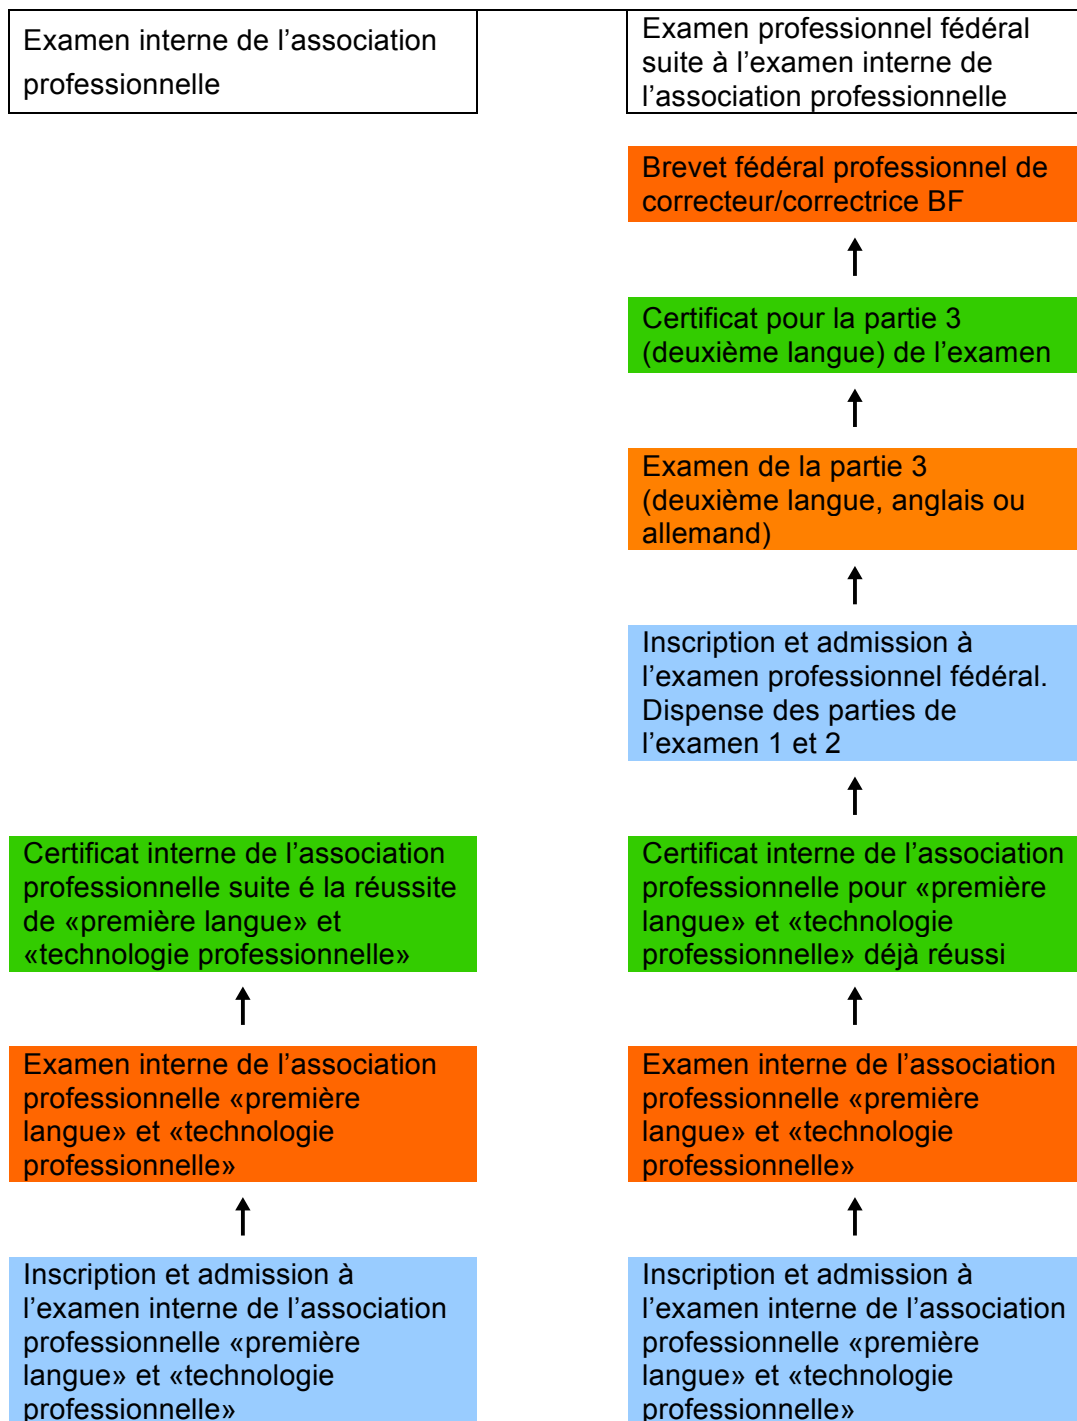 Examen interne de l’association
professionnelle
Examen professionnel fédéral
suite à l’examen interne de
l’association professionnelle
Brevet fédéral professionnel de
correcteur/correctrice BF
Certificat pour la partie 3
(deuxième langue) de l’examen
Examen de la partie 3
(deuxième langue, anglais ou
allemand)
Inscription et admission à
l’examen professionnel fédéral.
Dispense des parties de
l’examen 1 et 2
Certificat interne de l’association
professionnelle suite é la réussite
de «première langue» et
«technologie professionnelle»
Certificat interne de l’association
professionnelle pour «première
langue» et «technologie
professionnelle» déjà réussi
Examen interne de l’association
professionnelle «première
langue» et «technologie
professionnelle»
Examen interne de l’association
professionnelle «première
langue» et «technologie
professionnelle»
Inscription et admission à
l’examen interne de l’association
professionnelle «première
langue» et «technologie
professionnelle»
Inscription et admission à
l’examen interne de l’association
professionnelle «première
langue» et «technologie
professionnelle»